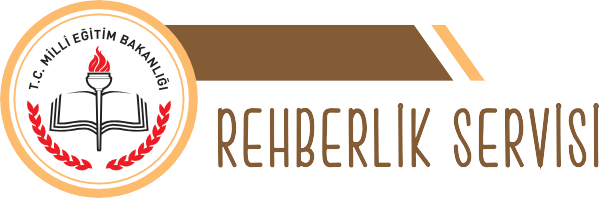 T.C. MİLLİ EĞİTİM BAKANLIĞI
REHBERLİK SERVİSİ